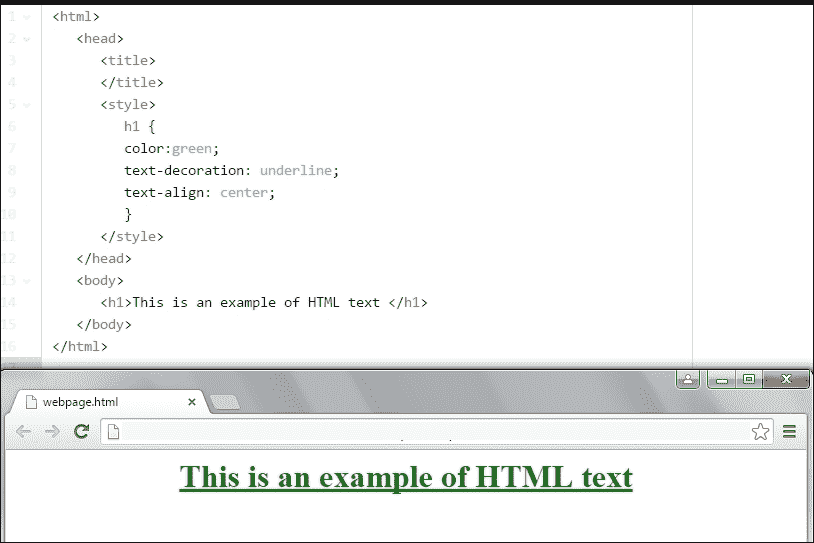 1 <html>
2 <head>
3 <title>
4 </title>
5 <style>
6 h1 {
7 color:green;
8 text-decoration: underline;
9 text-align: center;
10 }
11 </style>
12 </head>
13 <body>
14 <h1>This is an example of HTML text </h1>
15 </body>
16 </html>
webpage.html
This is an example of HTML text